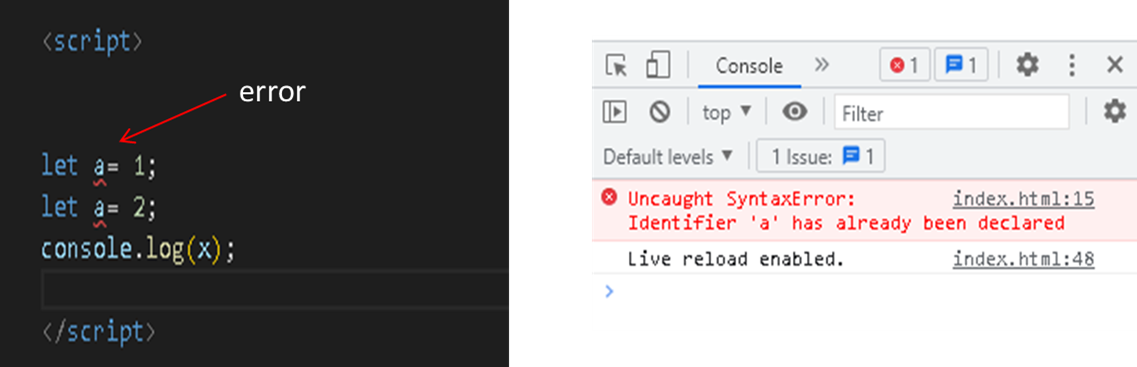 <script>
error
let a= 1;
let a= 2;
console.log(x);
</script>
Console » 1 1
top ▼ Filter
Default levels ▼ 1 Issue: 1
Uncaught SyntaxError: index.html:15
Identifier 'a' has already been declared
Live reload enabled. index.html:48
>